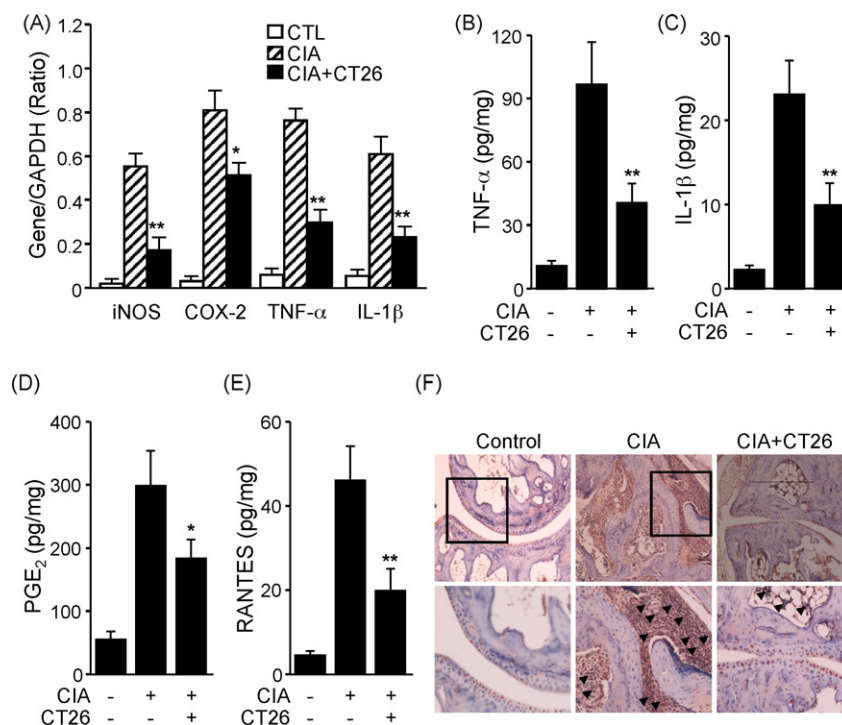 (A)
CTL
CIA
CIA+CT26
Gene/GAPDH (Ratio)
1.2
1.0
0.8
0.6
0.4
0.2
0
** * ** **
iNOS COX-2 TNF-α IL-1β
(B)
TNF-α (pg/mg)
120
90
60
30
0
**
CIA - + +
CT26 - - +
(C)
IL-1β (pg/mg)
30
20
10
0
**
CIA - + +
CT26 - - +
(D)
PGE2 (pg/mg)
400
300
200
100
0
*
CIA - + +
CT26 - - +
(E)
RANTES (pg/mg)
60
40
20
0
**
CIA - + +
CT26 - - +
(F)
Control CIA CIA+CT26